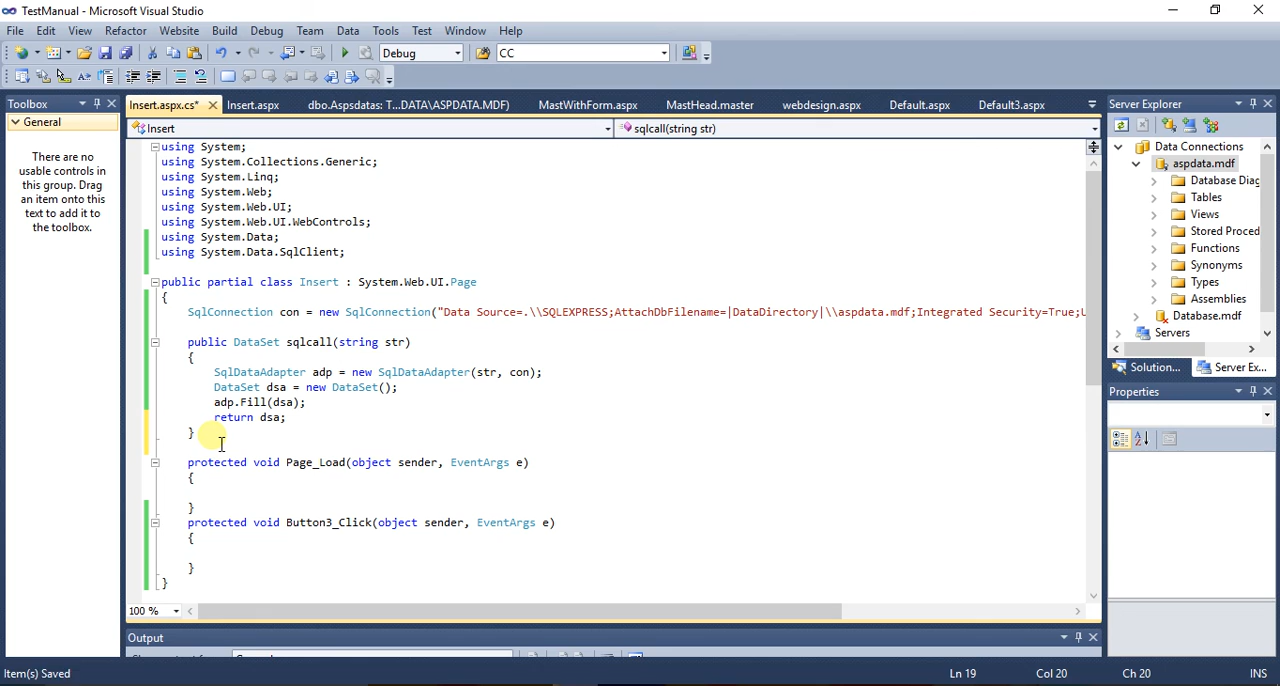 TestManual - Microsoft Visual Studio
File Edit View Refactor Website Build Debug Team Data Tools Test Window Help
Debug CC
Toolbox
General
There are no
usable controls in
this group. Drag
an item onto this
text to add it to
the toolbox.
Insert.aspx.cs* Insert.aspx dbo.Aspsdatas: T...DATA\ASPDATA.MDF) MastWithForm.aspx MastHead.master webdesign.aspx Default.aspx Default3.aspx
Insert sqlcall(string str)
using System;
using System.Collections.Generic;
using System.Linq;
using System.Web;
using System.Web.UI;
using System.Web.UI.WebControls;
using System.Data;
using System.Data.SqlClient;
public partial class Insert : System.Web.UI.Page
{
SqlConnection con = new SqlConnection("Data Source=.\\SQLEXPRESS;AttachDbFilename=|DataDirectory|\\aspdata.mdf;Integrated Security=True;U
public DataSet sqlcall(string str)
{
SqlDataAdapter adp = new SqlDataAdapter(str, con);
DataSet dsa = new DataSet();
adp.Fill(dsa);
return dsa;
}
protected void Page_Load(object sender, EventArgs e)
{
}
protected void Button3_Click(object sender, EventArgs e)
{
}
}
100 %
Output
Server Explorer
Data Connections
aspdata.mdf
Database Diag
Tables
Views
Stored Proced
Functions
Synonyms
Types
Assemblies
Database.mdf
Servers
Solution... Server Ex...
Properties
Item(s) Saved Ln 19 Col 20 Ch 20 INS